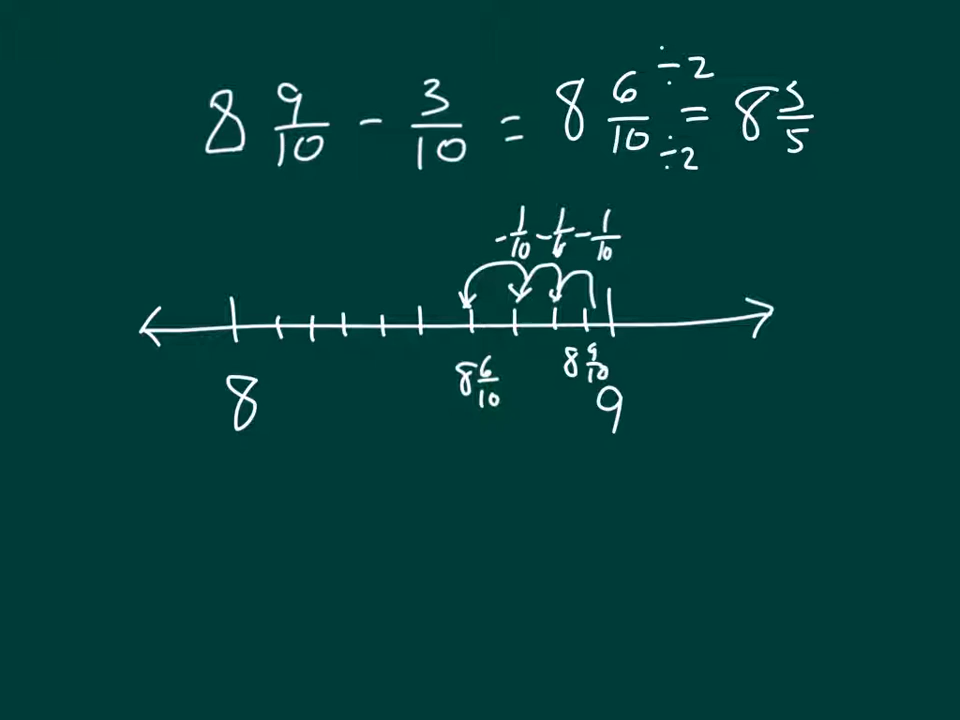 8 9/10 - 3/10 = 8 6/10 ÷2/÷2 = 8 3/5
-1/10 - 1/10 - 1/10
8 6/10 8 9/10
8 9